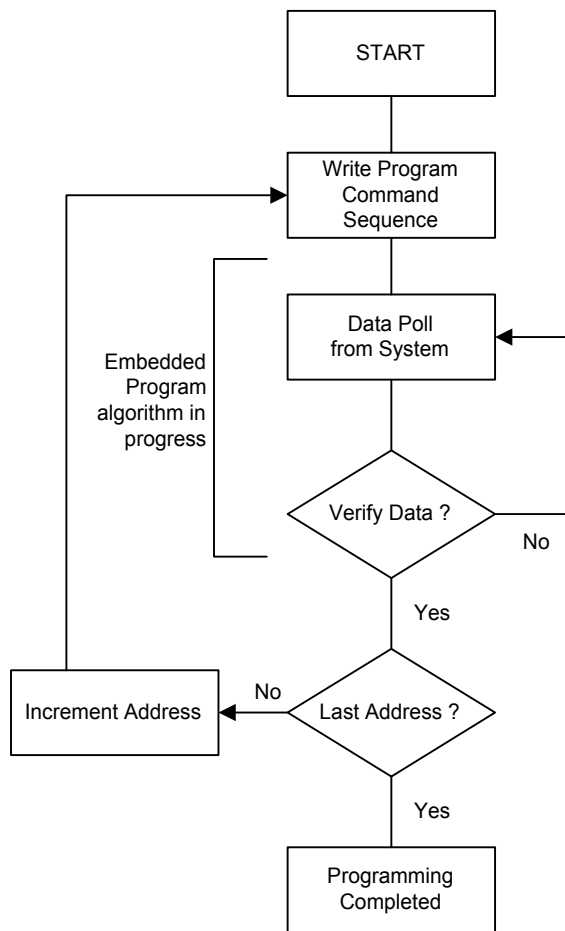 START
Write Program
Command
Sequence
Data Poll
from System
Embedded
Program
algorithm in
progress
Verify Data ?
No
Yes
No
Increment Address
Last Address ?
Yes
Programming
Completed